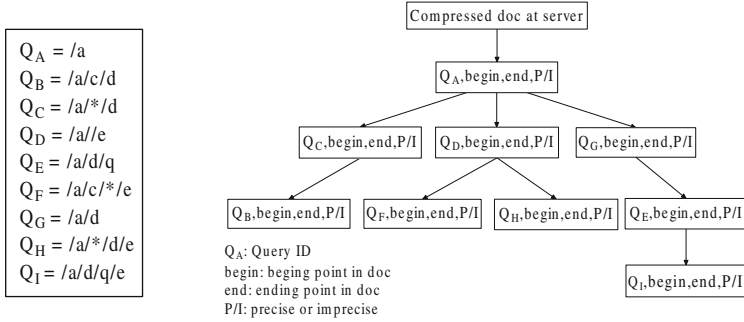 Q_A = /a
Q_B = /a/c/d
Q_C = /a/*/d
Q_D = /a//e
Q_E = /a/d/q
Q_F = /a/c/*/e
Q_G = /a/d
Q_H = /a/*/d/e
Q_I = /a/d/q/e
Compressed doc at server
Q_A,begin,end,P/I
Q_C,begin,end,P/I
Q_D,begin,end,P/I
Q_G,begin,end,P/I
Q_B,begin,end,P/I
Q_F,begin,end,P/I
Q_H,begin,end,P/I
Q_E,begin,end,P/I
Q_I,begin,end,P/I
Q_A: Query ID
begin: beging point in doc
end: ending point in doc
P/I: precise or imprecise